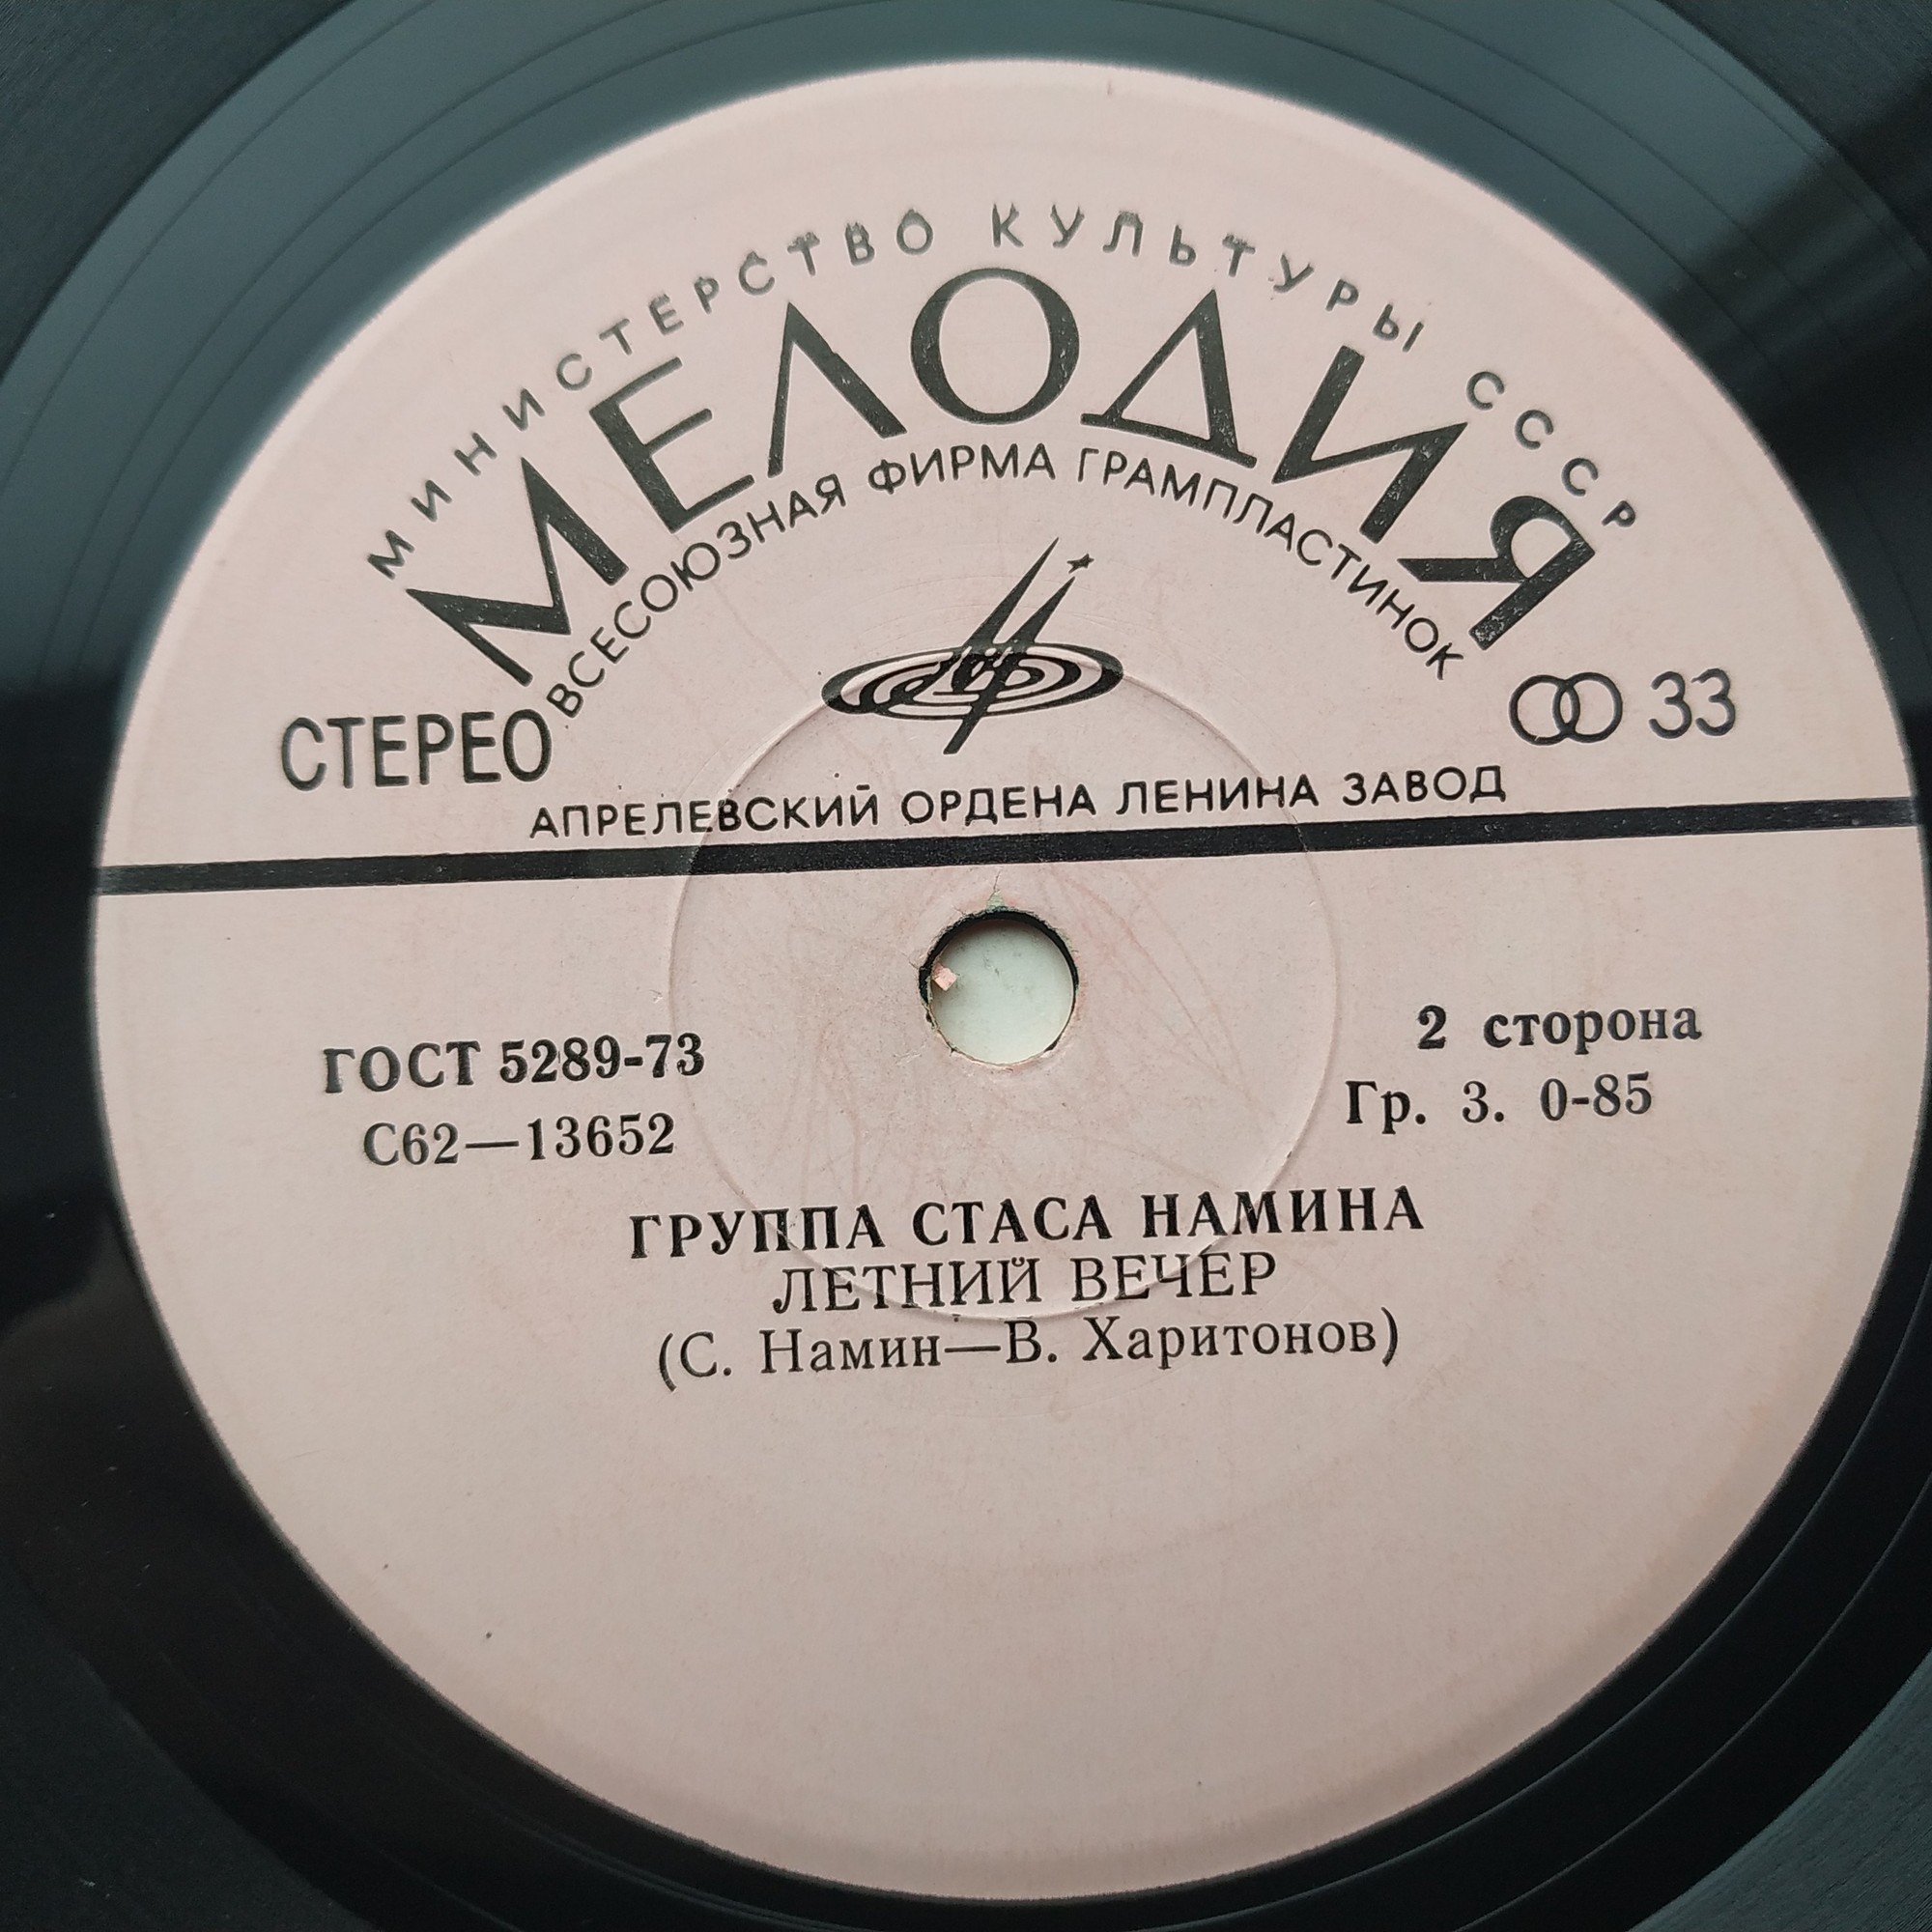 МИНИСТЕРСТВО КУЛЬТУРЫ СССР
МЕЛОДИЯ
ВСЕСОЮЗНАЯ ФИРМА ГРАМПЛАСТИНОК
СТЕРЕО
33
АПРЕЛЕВСКИЙ ОРДЕНА ЛЕНИНА ЗАВОД
ГОСТ 5289-73
С62—13652
2 сторона
Гр. 3. 0-85
ГРУППА СТАСА НАМИНА
ЛЕТНИЙ ВЕЧЕР
(С. Намин—В. Харитонов)